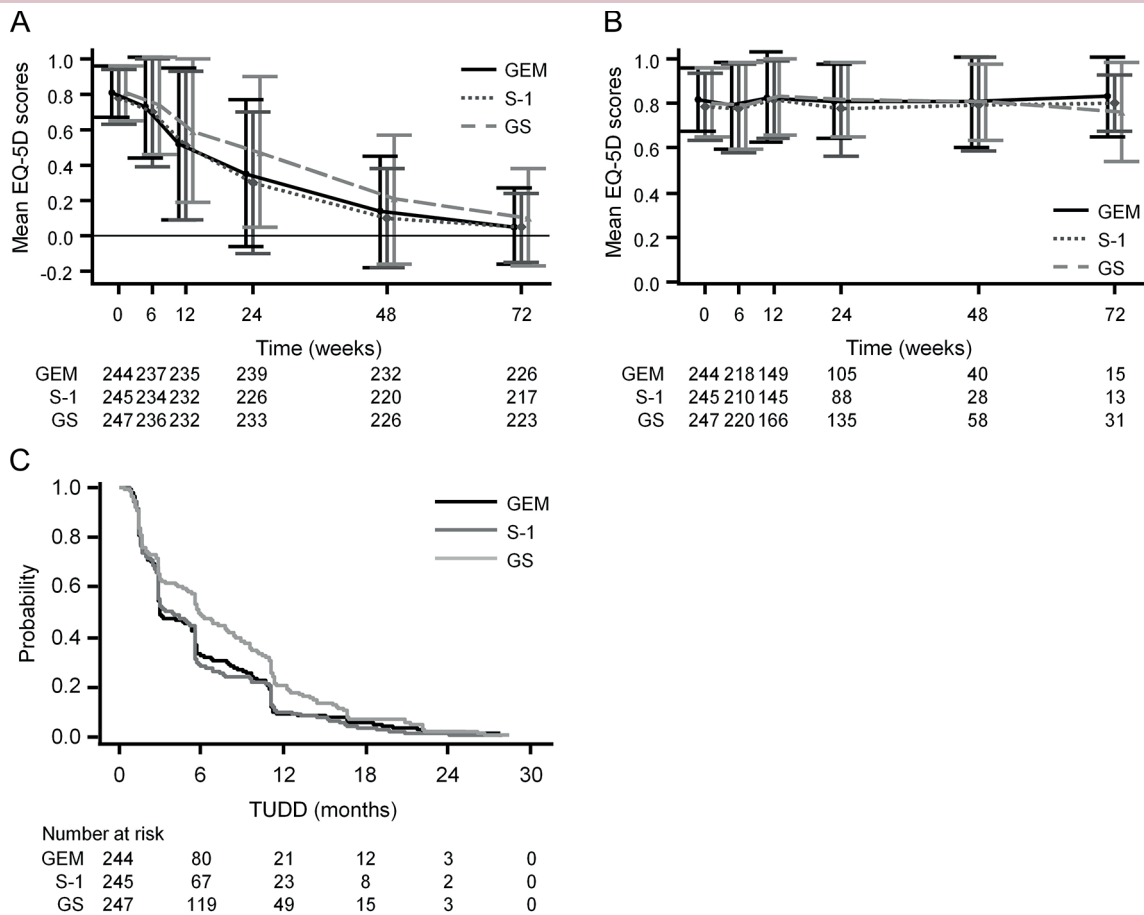 A
Mean EQ-5D scores
1.0
0.8
0.6
0.4
0.2
0.0
-0.2
GEM
S-1
GS
0 6 12 24 48 72
Time (weeks)
GEM 244 237 235 239 232 226
S-1 245 234 232 226 220 217
GS 247 236 232 233 226 223
B
Mean EQ-5D scores
1.0
0.8
0.6
0.4
0.2
0.0
GEM
S-1
GS
0 6 12 24 48 72
Time (weeks)
GEM 244 218 149 105 40 15
S-1 245 210 145 88 28 13
GS 247 220 166 135 58 31
C
Probability
1.0
0.8
0.6
0.4
0.2
0.0
GEM
S-1
GS
0 6 12 18 24 30
TUDD (months)
Number at risk
GEM 244 80 21 12 3 0
S-1 245 67 23 8 2 0
GS 247 119 49 15 3 0